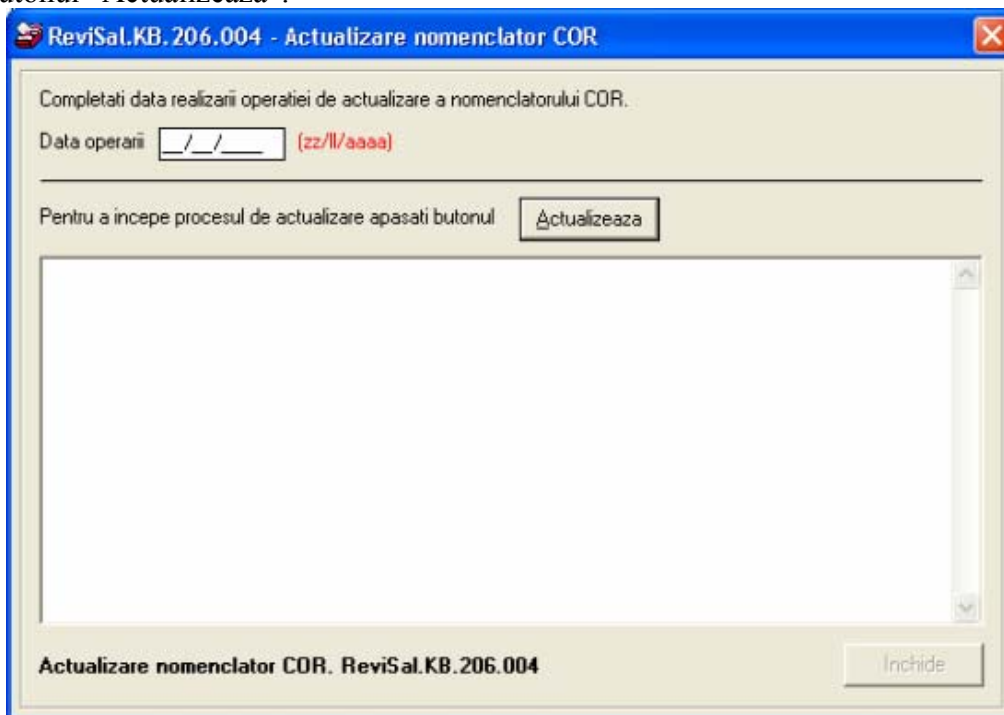 "Actualizeaza".
ReviSal.KB.206.004 - Actualizare nomenclator COR
Completati data realizarii operatiei de actualizare a nomenclatorului COR.
Data operarii __/__/____ (zz/ll/aaaa)
Pentru a incepe procesul de actualizare apasati butonul Actualizeaza
Actualizare nomenclator COR. ReviSal.KB.206.004 Inchide